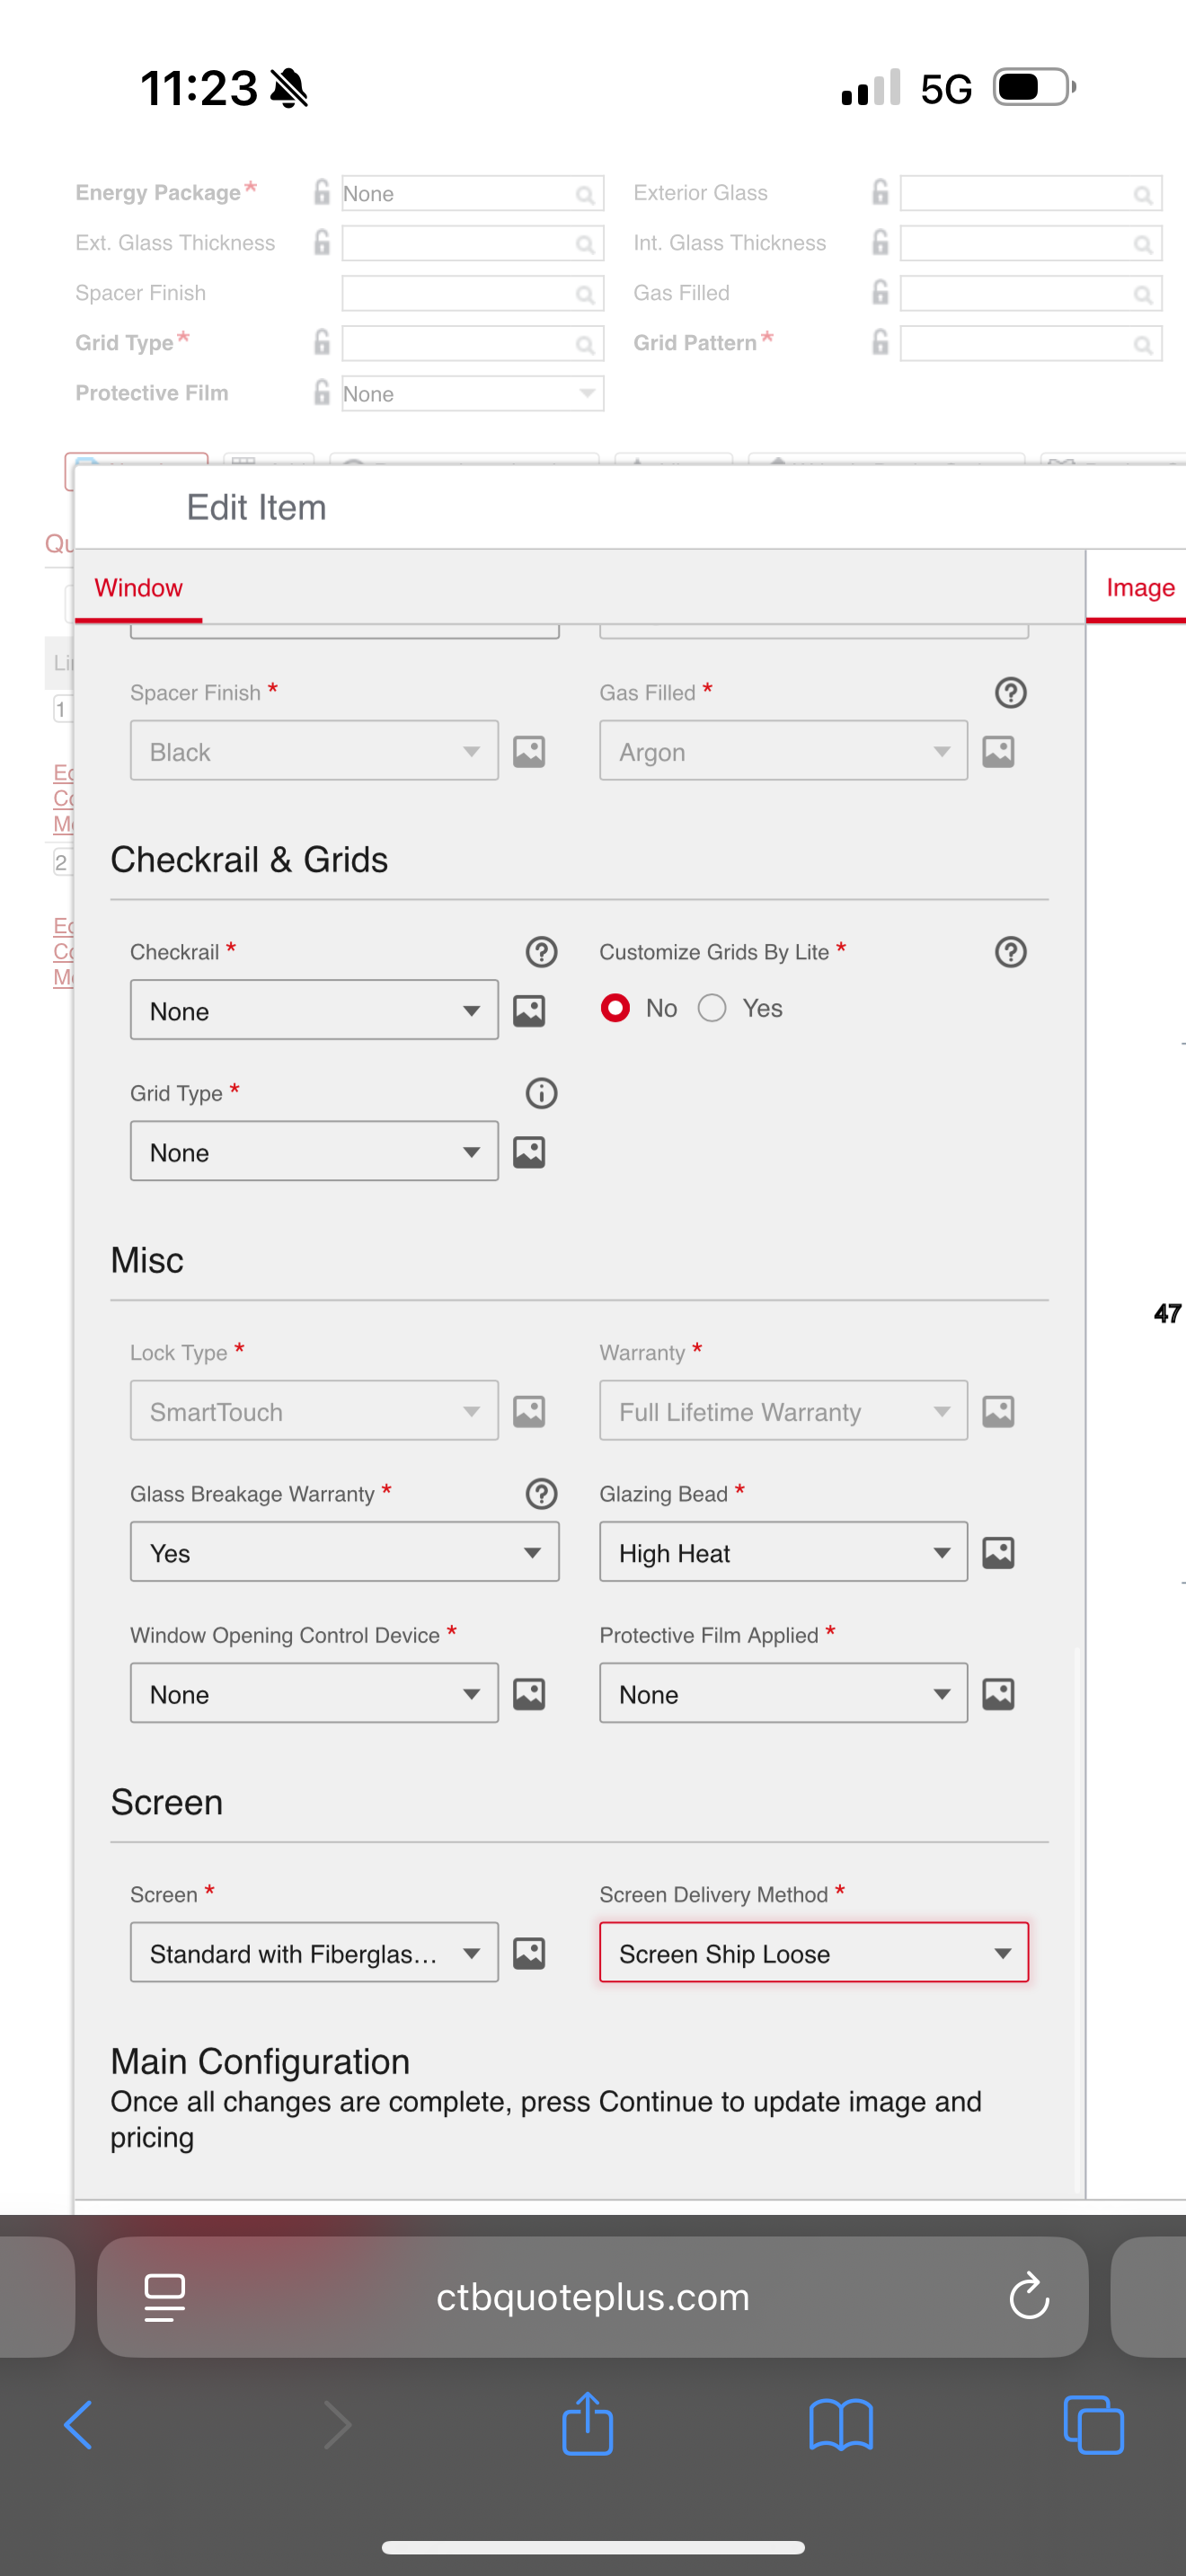 11:23
5G
Energy Package*
None
Exterior Glass
Ext. Glass Thickness
Int. Glass Thickness
Spacer Finish
Gas Filled
Grid Type*
Grid Pattern*
Protective Film
None
Edit Item
Window
Image
Spacer Finish *
Gas Filled *
Black
Argon
1
2
Checkrail & Grids
Checkrail *
Customize Grids By Lite *
None
No
Yes
Grid Type *
None
Misc
47
Lock Type *
Warranty *
SmartTouch
Full Lifetime Warranty
Glass Breakage Warranty *
Glazing Bead *
Yes
High Heat
Window Opening Control Device *
Protective Film Applied *
None
None
Screen
Screen *
Screen Delivery Method *
Standard with Fiberglas...
Screen Ship Loose
Main Configuration
Once all changes are complete, press Continue to update image and
pricing
ctbquoteplus.com